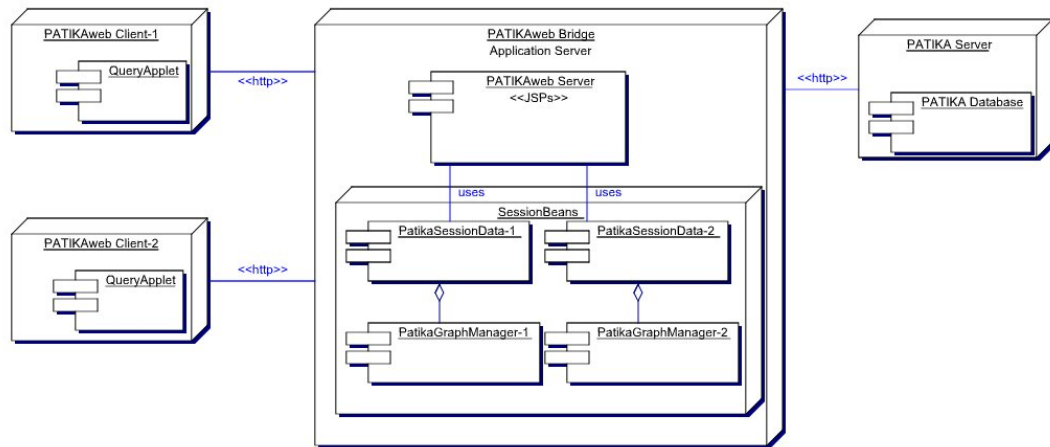 PATIKAweb Client-1
QueryApplet
<<http>>
PATIKAweb Bridge
Application Server
PATIKAweb Server
<<JSPs>>
<<http>>
PATIKA Server
PATIKA Database
uses
uses
SessionBeans
PatikaSessionData-1
PatikaSessionData-2
PATIKAweb Client-2
QueryApplet
<<http>>
PatikaGraphManager-1
PatikaGraphManager-2